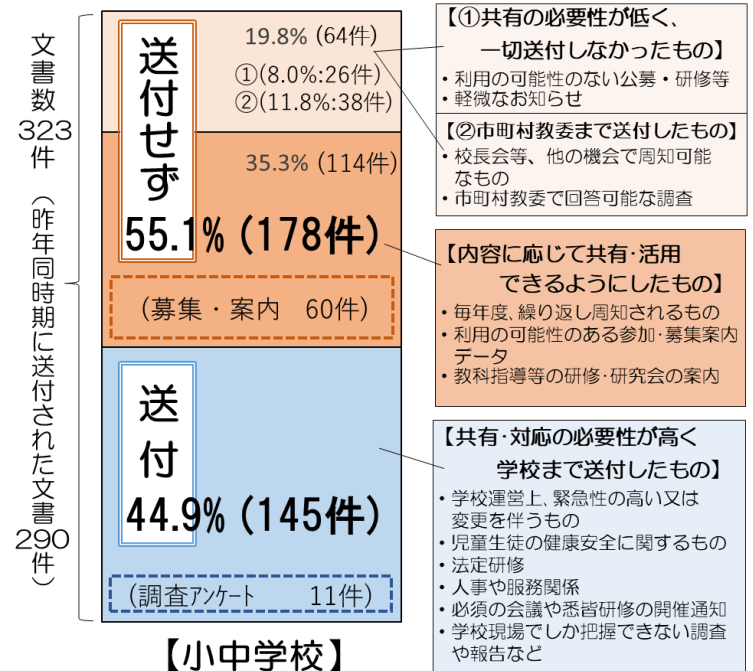 文書数
323
件
（昨年同時期に送付された文書
290
件）
送付せず
19.8% (64件)
①(8.0%:26件)
②(11.8%:38件)
35.3% (114件)
55.1% (178件)
(募集・案内　60件)
送付
44.9% (145件)
(調査アンケート　　11件)
【小中学校】
【①共有の必要性が低く、
一切送付しなかったもの】
・利用の可能性のない公募・研修等
・軽微なお知らせ
【②市町村教委まで送付したもの】
・校長会等、他の機会で周知可能
なもの
・市町村教委で回答可能な調査
【内容に応じて共有・活用
できるようにしたもの】
・毎年度、繰り返し周知されるもの
・利用の可能性のある参加・募集案内
データ
・教科指導等の研修・研究会の案内
【共有・対応の必要性が高く
学校まで送付したもの】
・学校運営上、緊急性の高い又は
変更を伴うもの
・児童生徒の健康安全に関するもの
・法定研修
・人事や服務関係
・必須の会議や悉皆研修の開催通知
・学校現場でしか把握できない調査
や報告など